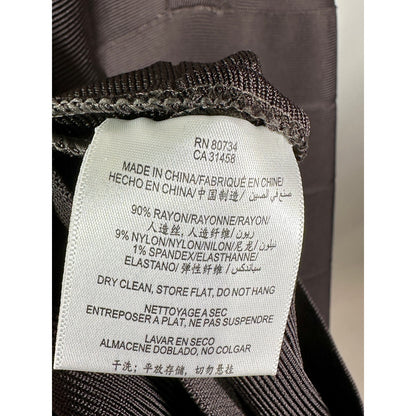 RN 80734
CA 31458
MADE IN CHINA/FABRIQUÉ EN CHINE/
HECHO EN CHINA/中国制造/ صنع في الصين/
90% RAYON/RAYONNE/RAYON/
人造丝, 人造纤维/ ريون/
9% NYLON/NYLON/NILON/尼龙/ نيلون/
1% SPANDEX/ELASTHANNE/
ELASTANO/ 弹性纤维/ سباندكس/
DRY CLEAN, STORE FLAT, DO NOT HANG
NETTOYAGE A SEC
ENTREPOSER A PLAT, NE PAS SUSPENDRE
LAVAR EN SECO
ALMACENE DOBLADO, NO COLGAR
干洗; 平放存储, 切勿悬挂